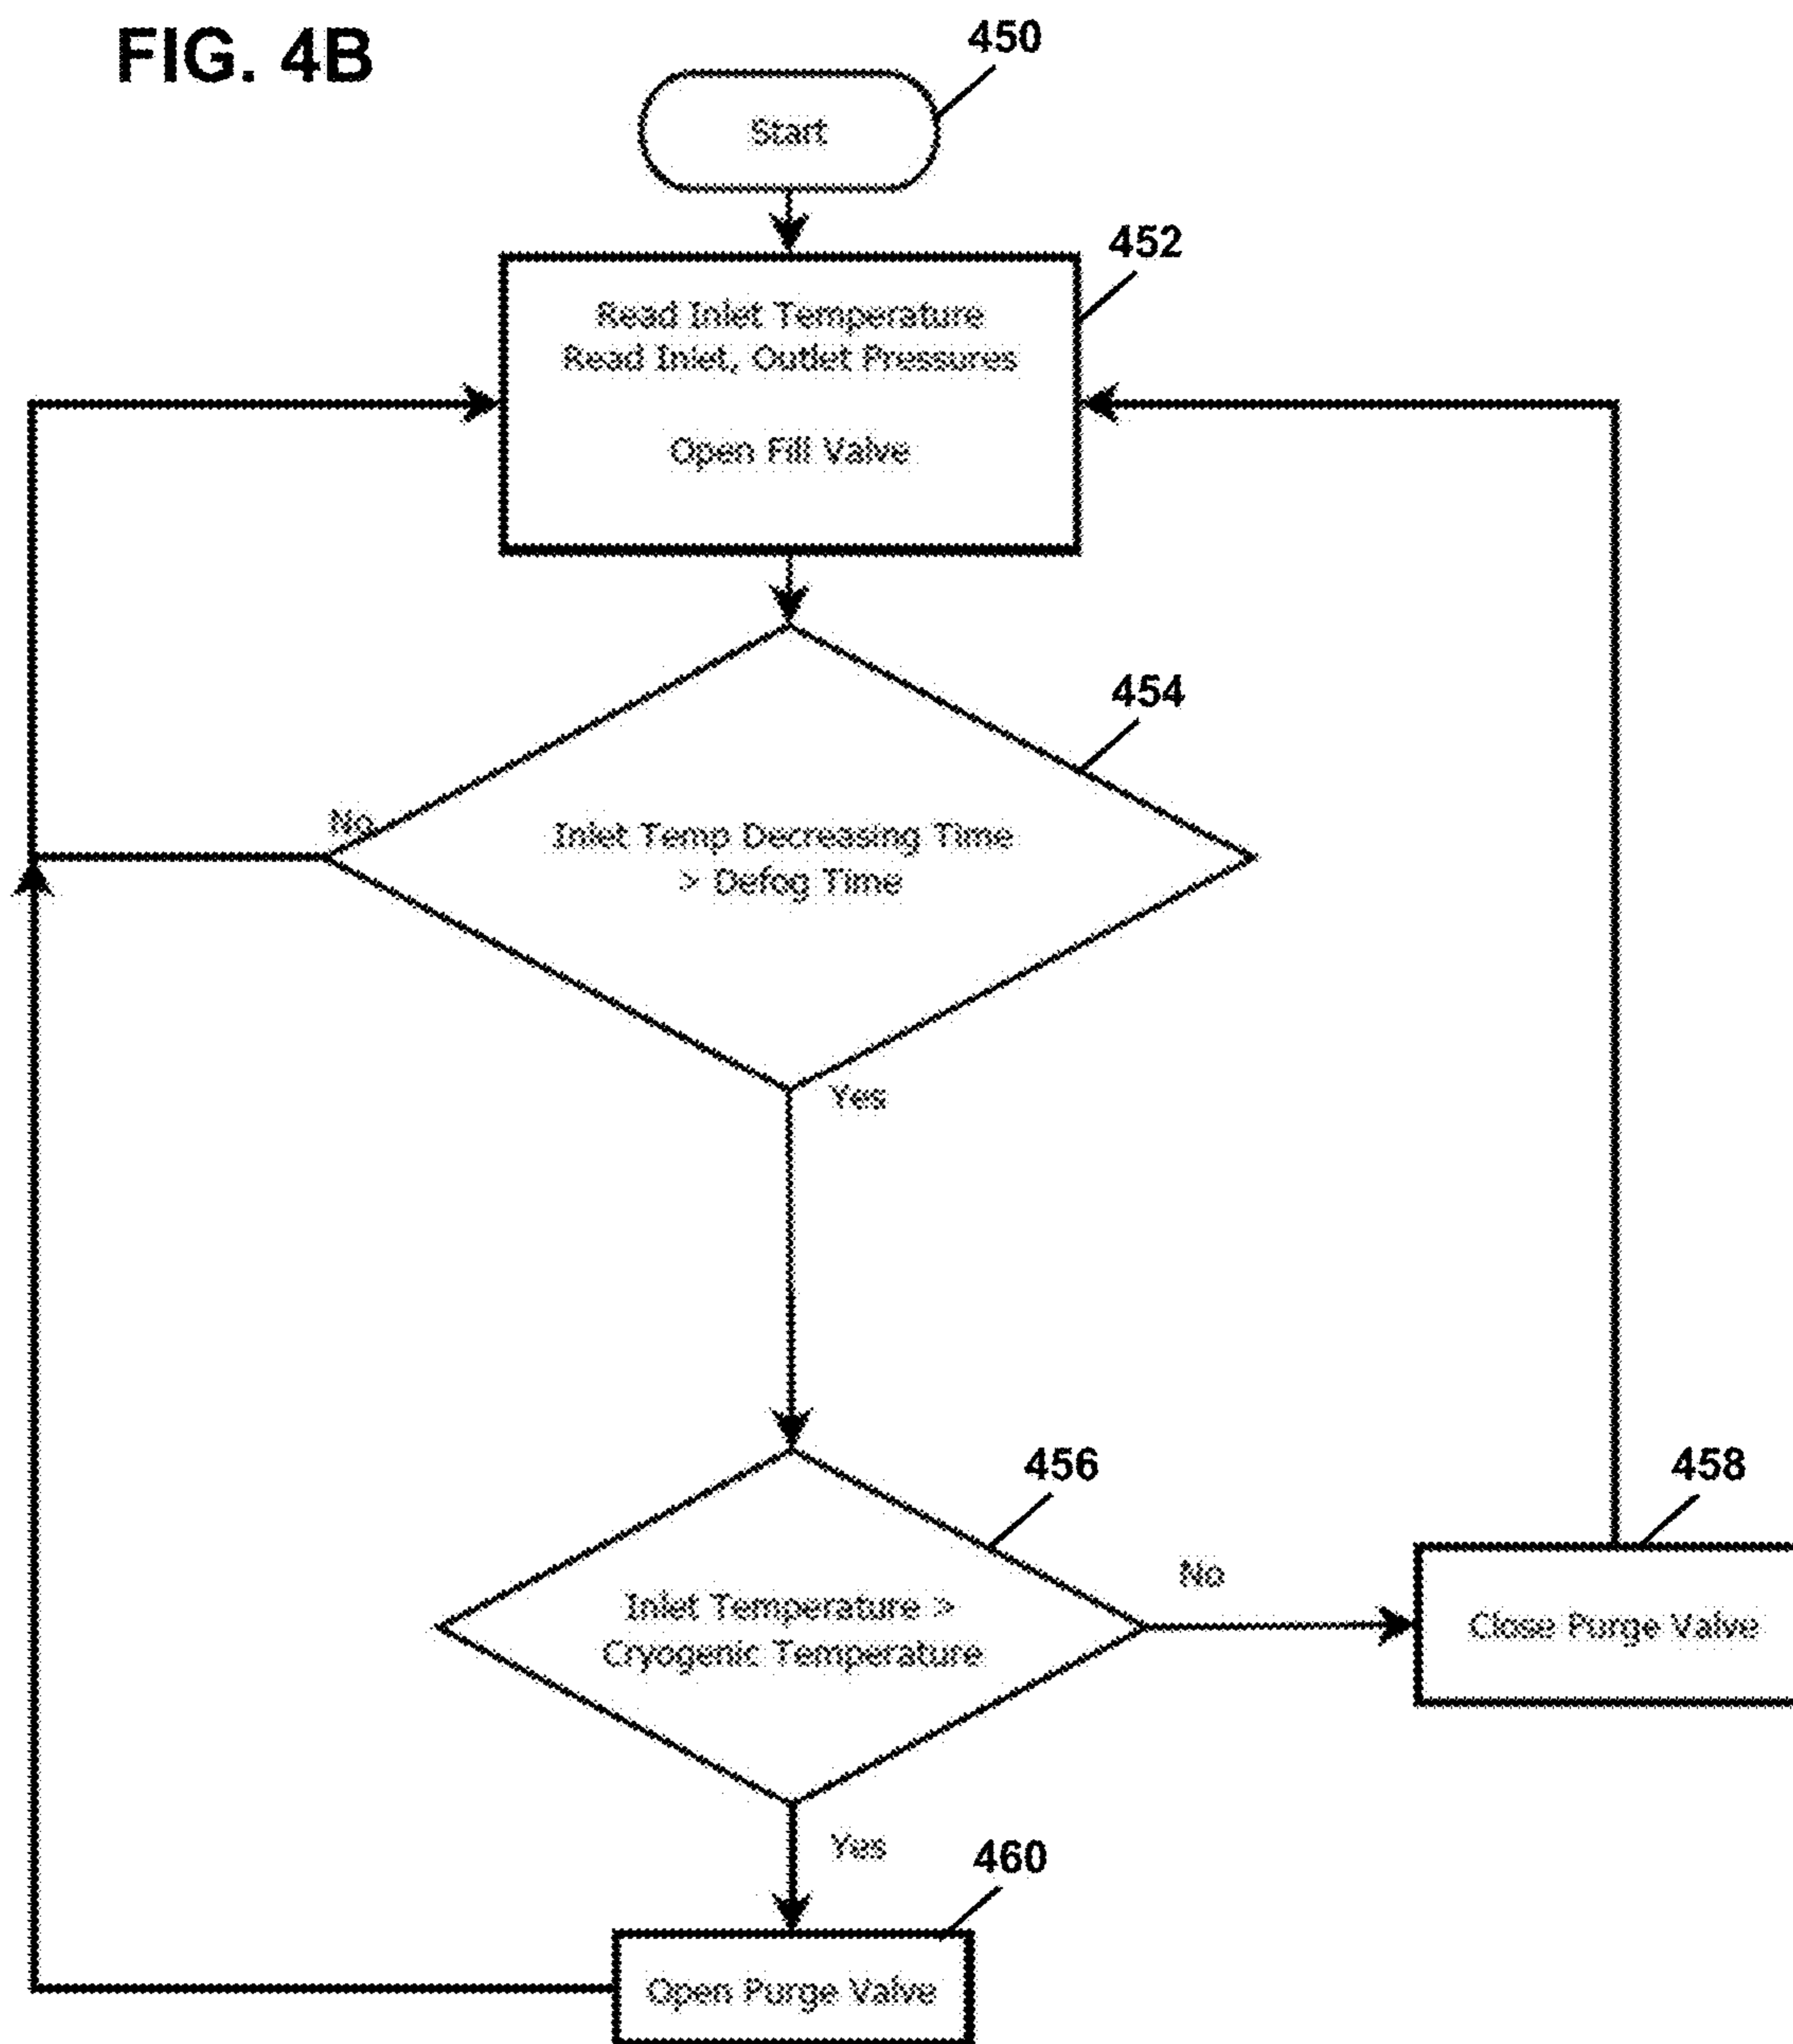 FIG. 4B
450
Start
452
Read Inlet Temperature
Read Inlet, Outlet Pressures
Open Fill Valve
454
No
Inlet Temp Decreasing Time
> Defog Time
Yes
456
458
No
Inlet Temperature >
Cryogenic Temperature
Close Purge Valve
Yes
460
Open Purge Valve